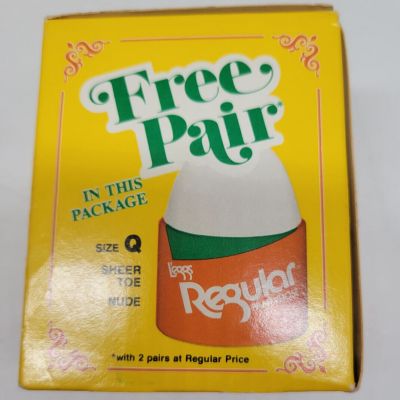 Free
Pair*
IN THIS
PACKAGE
SIZE Q
SHEER
TOE
NUDE
L'eggs
Regular
*with 2 pairs at Regular Price